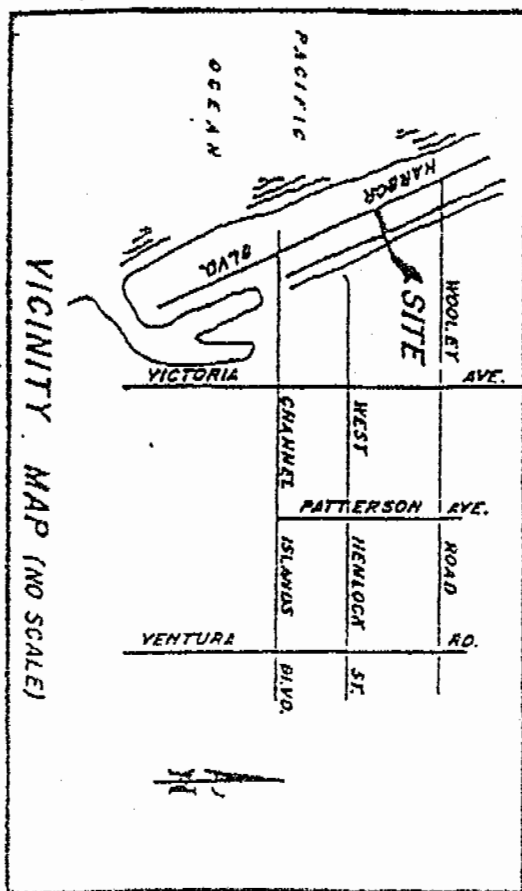 PACIFIC
OCEAN
HARBOR
BLVD.
SITE
WOOLEY
ROAD
VICTORIA AVE.
WEST
HEMLOCK
ST.
CHANNEL
ISLANDS
BLVD.
PATTERSON AVE.
VENTURA RD.
VICINITY MAP (NO SCALE)